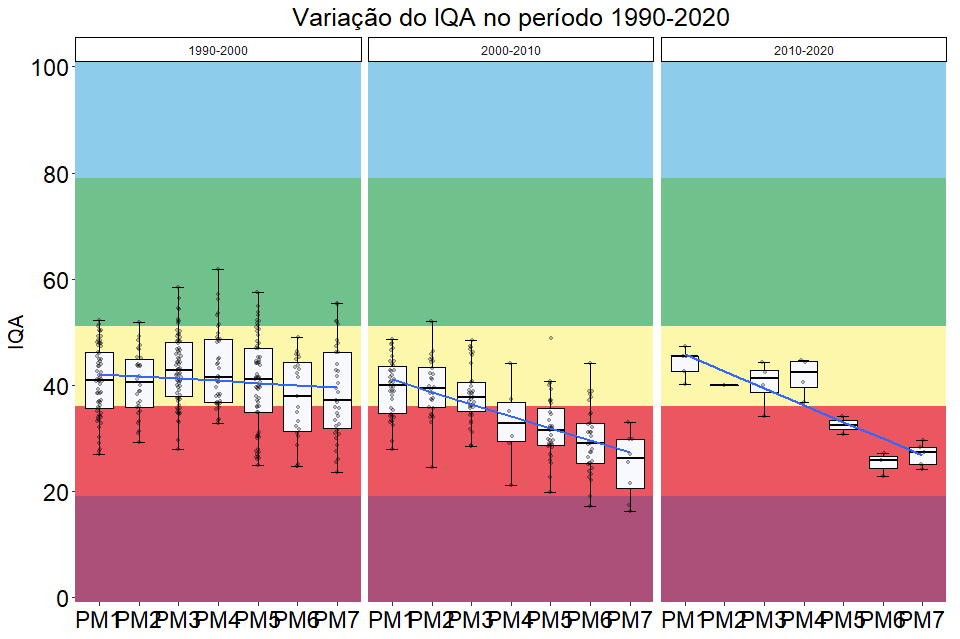 Variação do IQA no período 1990-2020
1990-2000 2000-2010 2010-2020
100
80
60
40
20
0
IQA
PM1 PM2 PM3 PM4 PM5 PM6 PM7 PM1 PM2 PM3 PM4 PM5 PM6 PM7 PM1 PM2 PM3 PM4 PM5 PM6 PM7